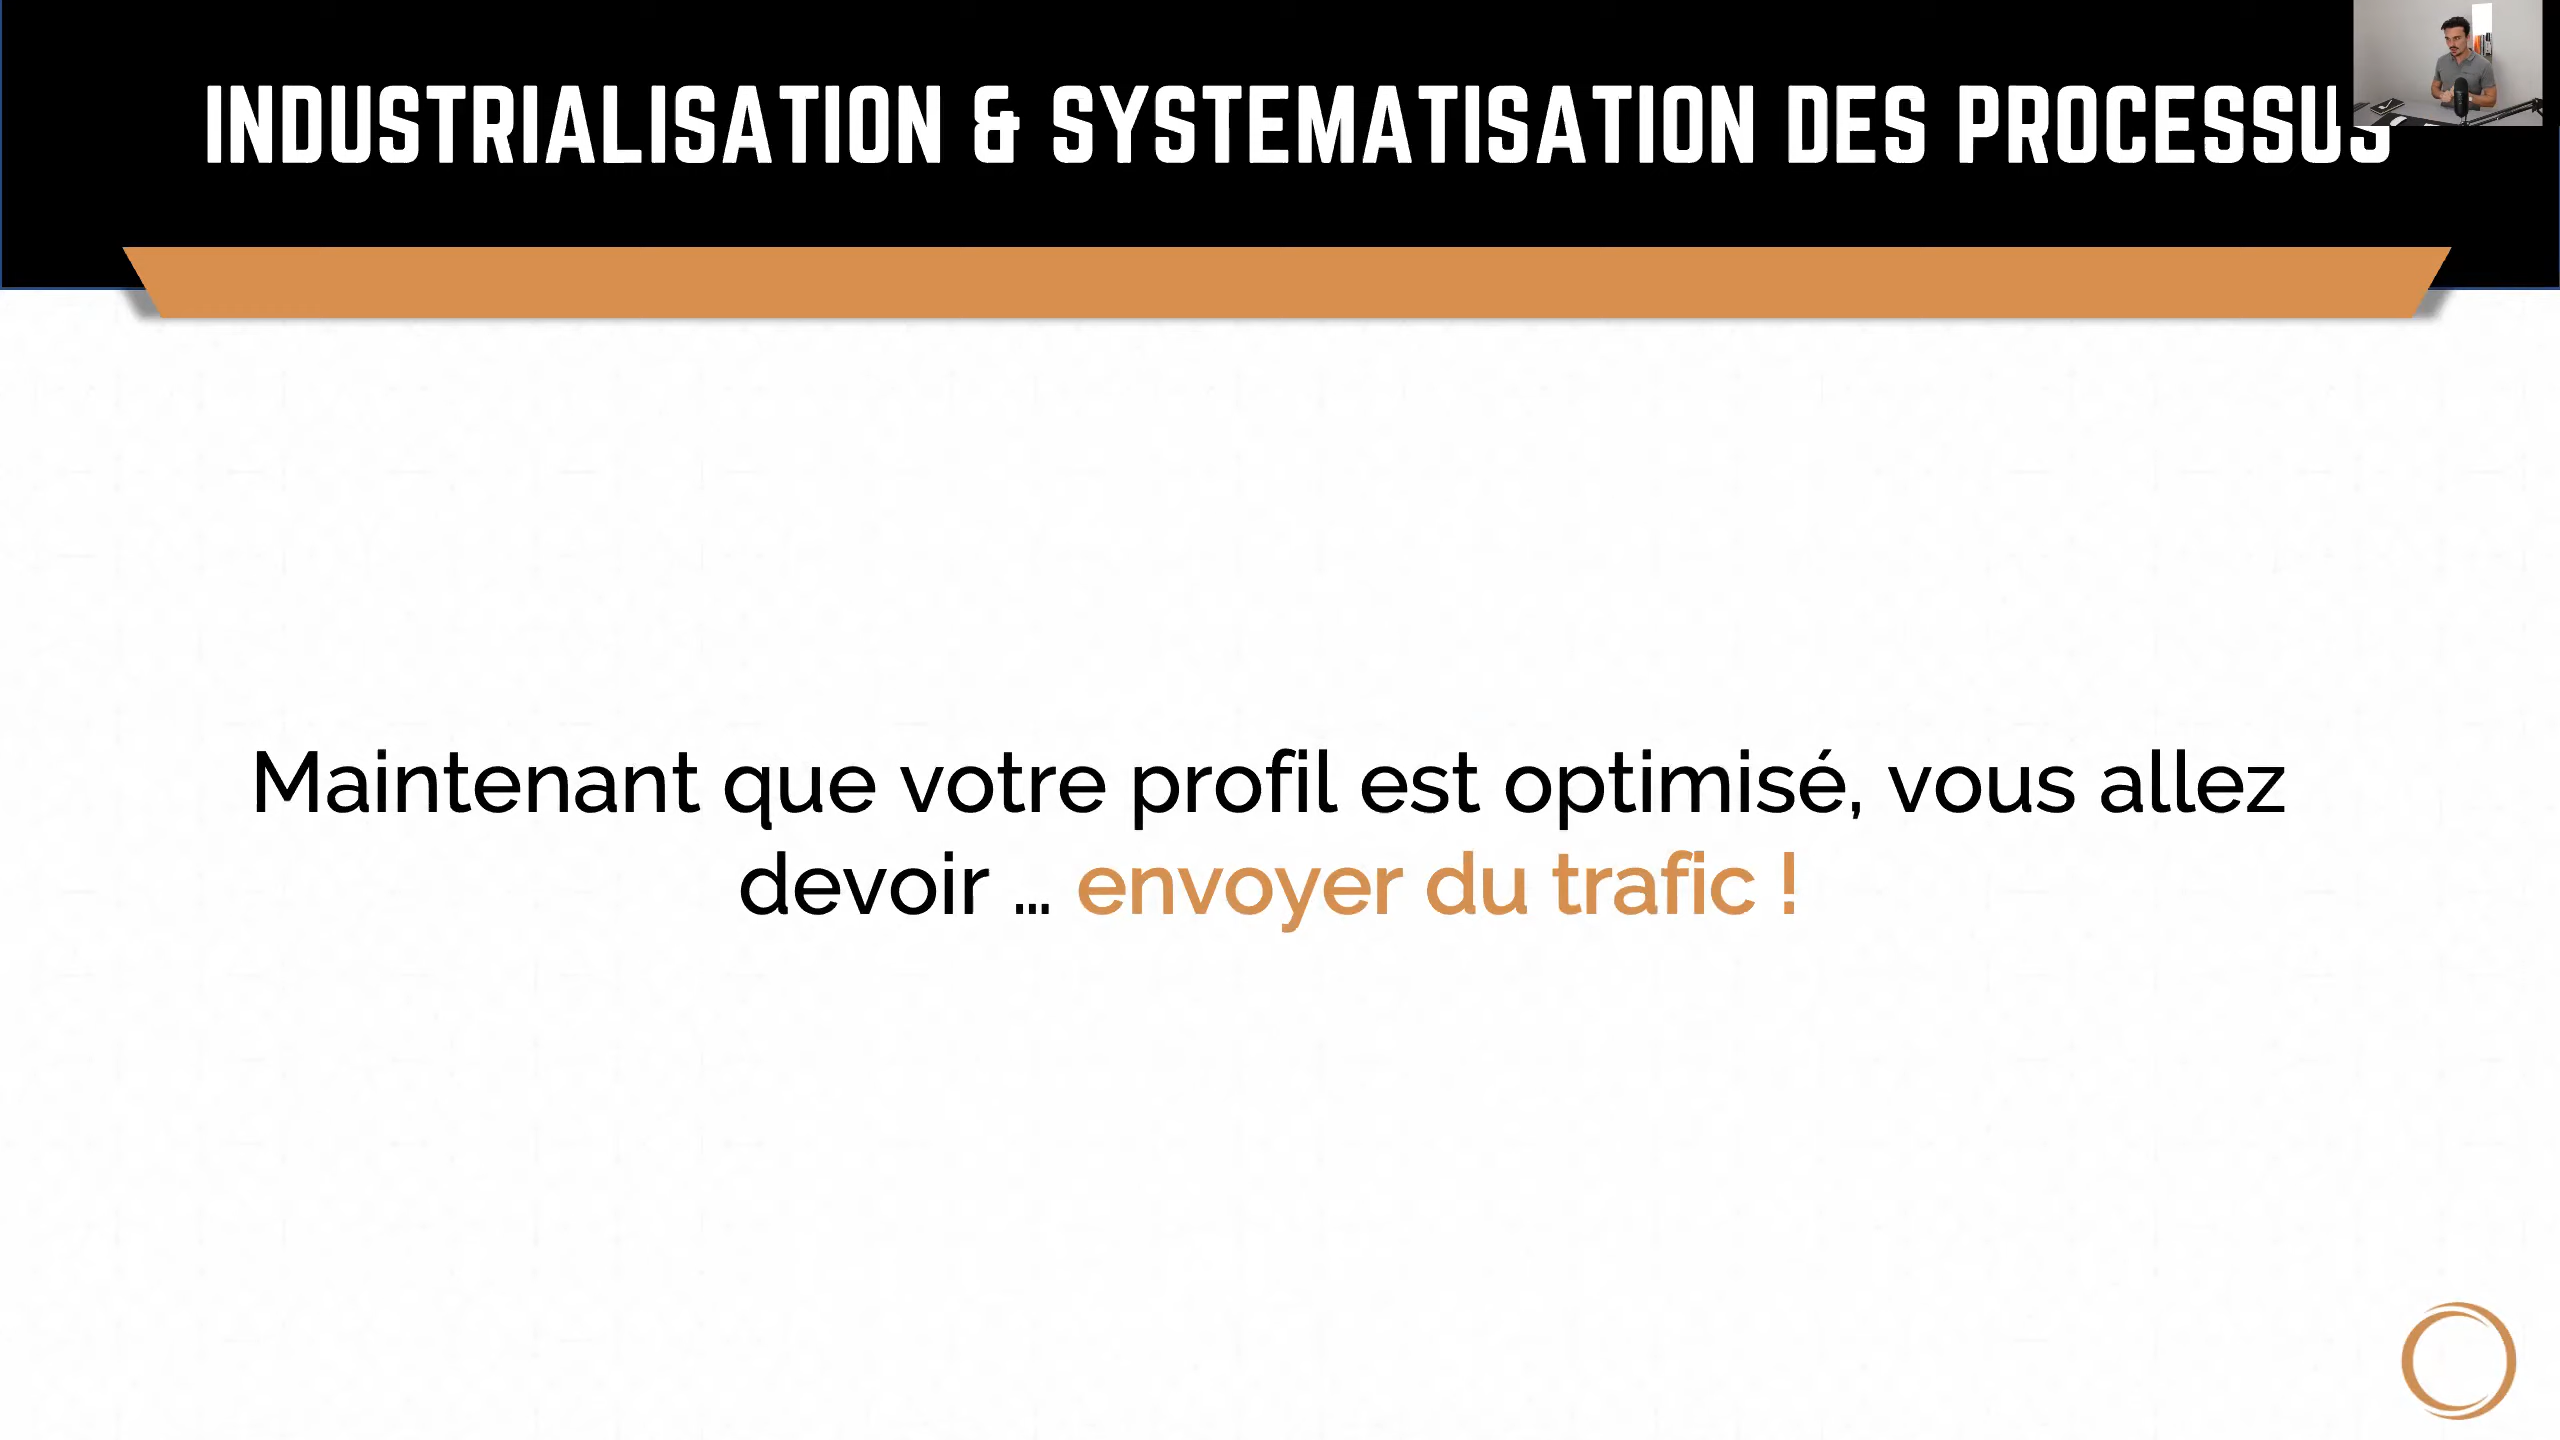 INDUSTRIALISATION & SYSTEMATISATION DES PROCESSUS
Maintenant que votre profil est optimisé, vous allez
devoir ... envoyer du trafic !